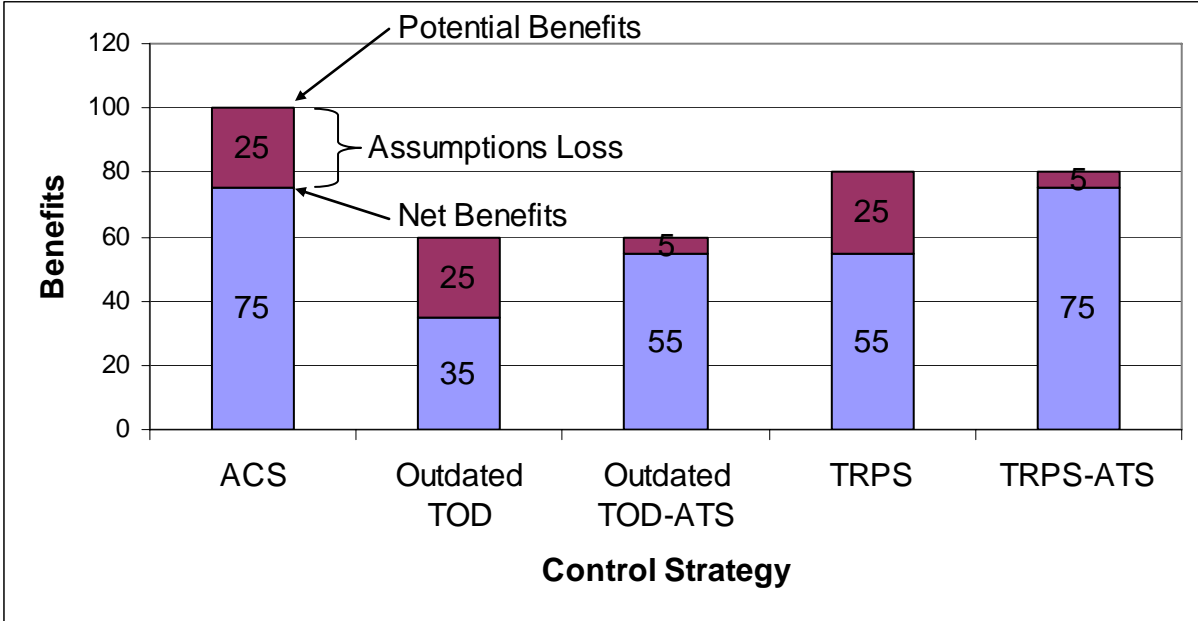 Potential Benefits
120
100
80
60
40
20
0
Benefits
25
Assumptions Loss
75
Net Benefits
25
35
5
55
25
55
5
75
ACS
Outdated
TOD
Outdated
TOD-ATS
TRPS
TRPS-ATS
Control Strategy